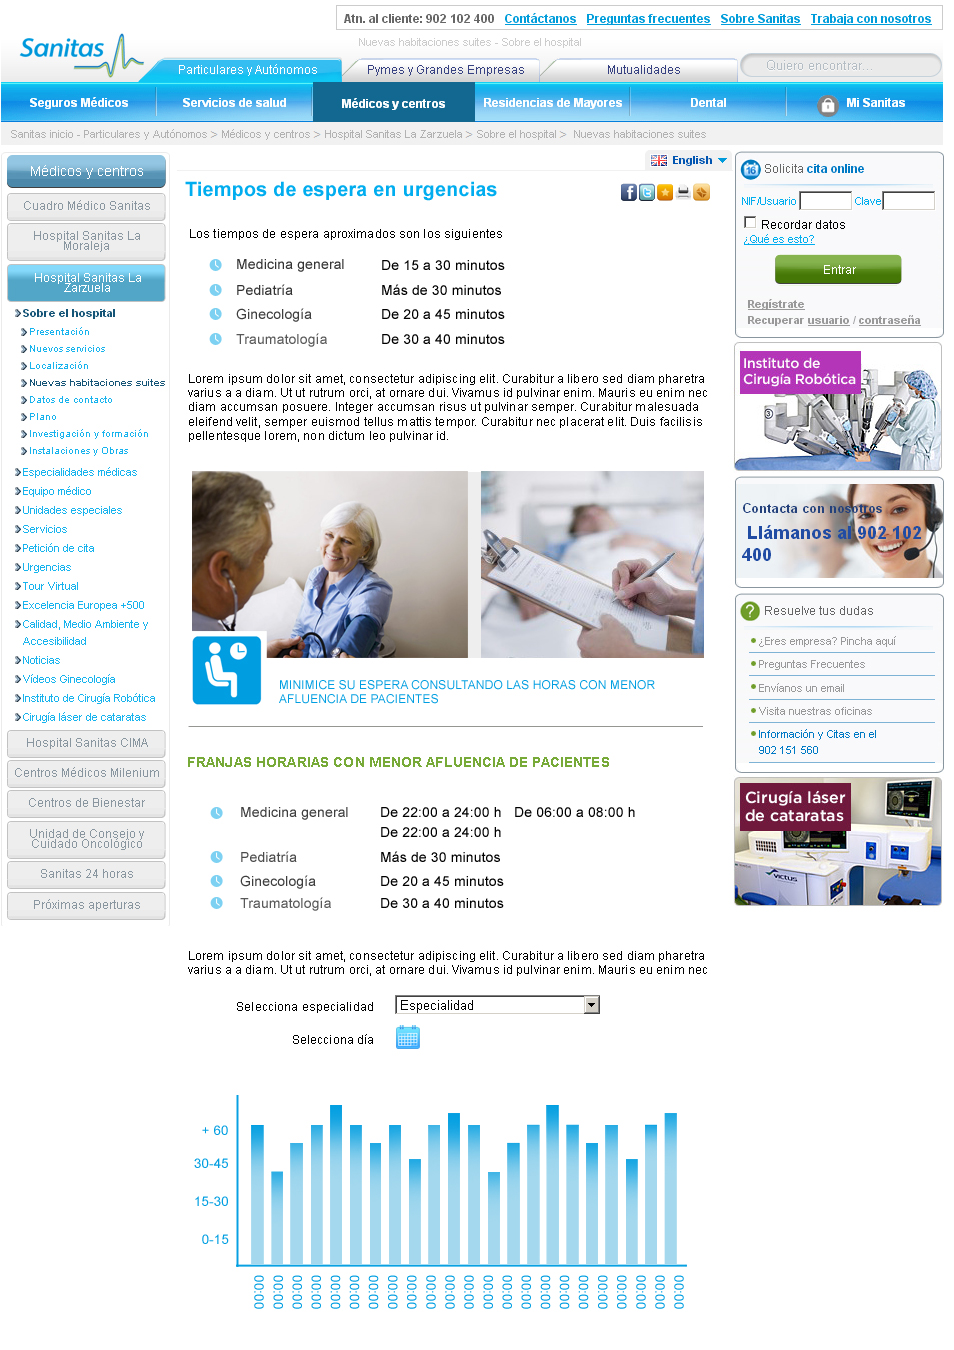 Atn. al cliente: 902 102 400 Contáctanos Preguntas frecuentes Sobre Sanitas Trabaja con nosotros
Sanitas
Nuevas habitaciones suites - Sobre el hospital
Particulares y Autónomos
Pymes y Grandes Empresas
Mutualidades
Quiero encontrar...
Seguros Médicos
Servicios de salud
Médicos y centros
Residencias de Mayores
Dental
Mi Sanitas
Sanitas inicio - Particulares y Autónomos > Médicos y centros > Hospital Sanitas La Zarzuela > Sobre el hospital > Nuevas habitaciones suites
Médicos y centros
Cuadro Médico Sanitas
Hospital Sanitas La
Moraleja
Hospital Sanitas La
Zarzuela
Sobre el hospital
Presentación
Nuevos servicios
Localización
Nuevas habitaciones suites
Datos de contacto
Plano
Investigación y formación
Instalaciones y Obras
Especialidades médicas
Equipo médico
Unidades especiales
Servicios
Petición de cita
Urgencias
Tour Virtual
Excelencia Europea +500
Calidad, Medio Ambiente y
Accesibilidad
Noticias
Vídeos Ginecología
Instituto de Cirugía Robótica
Cirugía láser de cataratas
Hospital Sanitas CIMA
Centros Médicos Milenium
Centros de Bienestar
Unidad de Consejo y
Cuidado Oncológico
Sanitas 24 horas
Próximas aperturas
English
Tiempos de espera en urgencias
Los tiempos de espera aproximados son los siguientes
Medicina general De 15 a 30 minutos
Pediatría Más de 30 minutos
Ginecología De 20 a 45 minutos
Traumatología De 30 a 40 minutos
Lorem ipsum dolor sit amet, consectetur adipiscing elit. Curabitur a libero sed diam pharetra
varius a a diam. Ut ut rutrum orci, at ornare dui. Vivamus id pulvinar enim. Mauris eu enim nec
diam accumsan posuere. Integer accumsan risus ut pulvinar semper. Curabitur malesuada
eleifend velit, semper euismod tellus mattis tempor. Curabitur nec placerat elit. Duis facilisis
pellentesque lorem, non dictum leo pulvinar id.
MINIMICE SU ESPERA CONSULTANDO LAS HORAS CON MENOR
AFLUENCIA DE PACIENTES
FRANJAS HORARIAS CON MENOR AFLUENCIA DE PACIENTES
Medicina general De 22:00 a 24:00 h De 06:00 a 08:00 h
De 22:00 a 24:00 h
Pediatría Más de 30 minutos
Ginecología De 20 a 45 minutos
Traumatología De 30 a 40 minutos
Lorem ipsum dolor sit amet, consectetur adipiscing elit. Curabitur a libero sed diam pharetra
varius a a diam. Ut ut rutrum orci, at ornare dui. Vivamus id pulvinar enim. Mauris eu enim nec
Selecciona especialidad Especialidad
Selecciona día
+ 60
30-45
15-30
0-15
00:00 00:00 00:00 00:00 00:00 00:00 00:00 00:00 00:00 00:00 00:00 00:00 00:00 00:00 00:00 00:00 00:00 00:00 00:00 00:00 00:00 00:00 00:00
16 Solicita cita online
NIF/Usuario Clave
Recordar datos
¿Qué es esto?
Entrar
Regístrate
Recuperar usuario / contraseña
Instituto de
Cirugía Robótica
Contacta con nosotros
Llámanos al 902 102
400
? Resuelve tus dudas
¿Eres empresa? Pincha aquí
Preguntas Frecuentes
Envíanos un email
Visita nuestras oficinas
Información y Citas en el
902 151 560
Cirugía láser
de cataratas
VICTUS